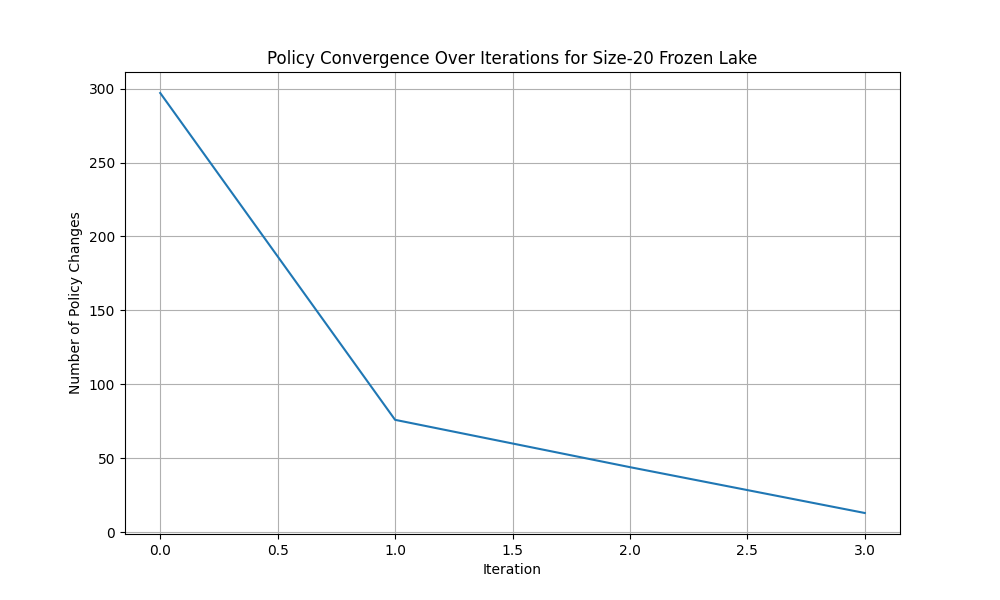 Policy Convergence Over Iterations for Size-20 Frozen Lake
300
250
200
150
100
50
0
Number of Policy Changes
0.0 0.5 1.0 1.5 2.0 2.5 3.0
Iteration